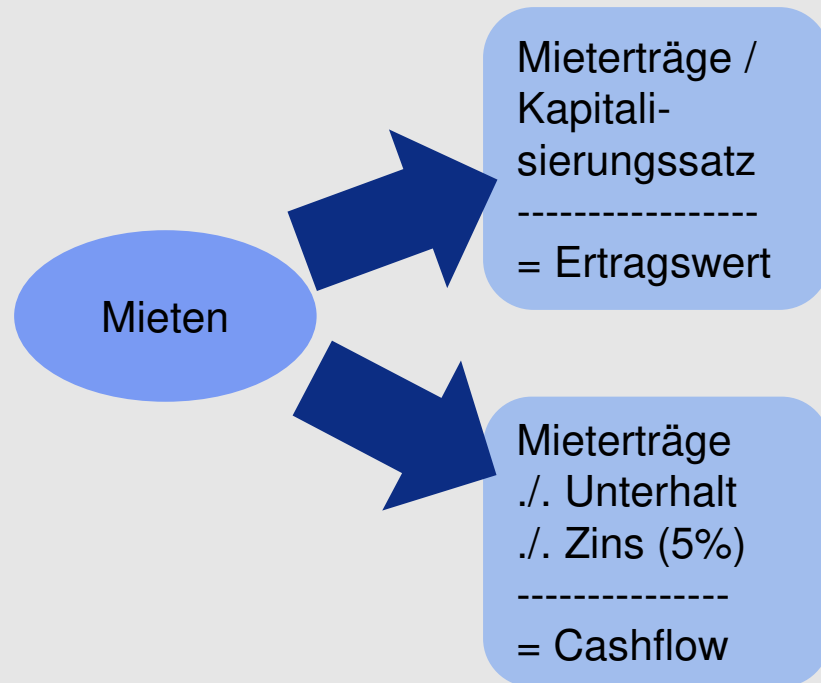 Mieten
Mieterträge /
Kapitali-
sierungssatz
-----------------
= Ertragswert
Mieterträge
./. Unterhalt
./. Zins (5%)
---------------
= Cashflow